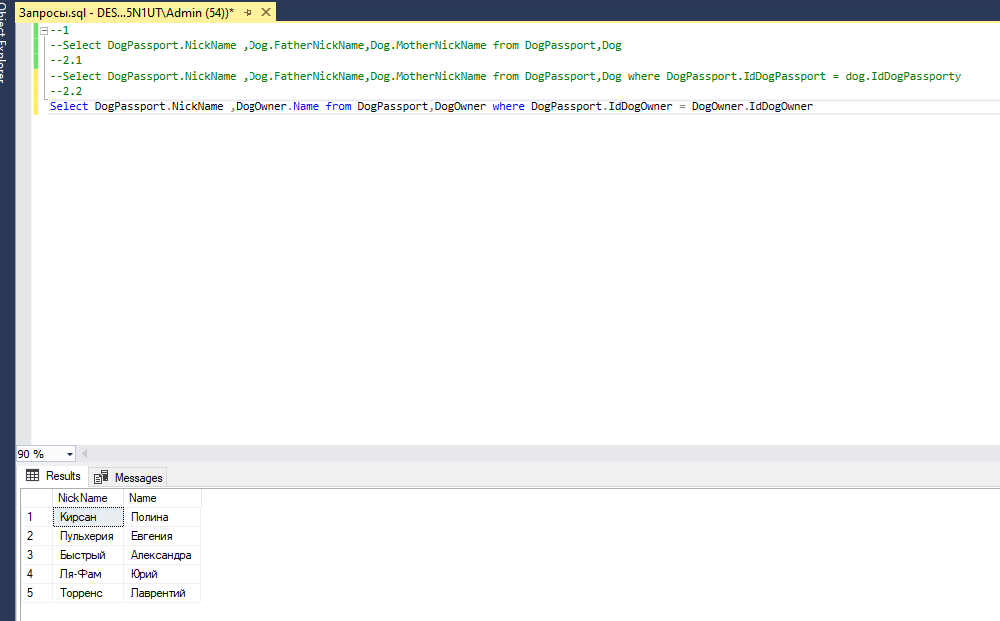 Object Explorer
Запросы.sql - DES...5N1UT\Admin (54))*
--1
--Select DogPassport.NickName ,Dog.FatherNickName,Dog.MotherNickName from DogPassport,Dog
--2.1
--Select DogPassport.NickName ,Dog.FatherNickName,Dog.MotherNickName from DogPassport,Dog where DogPassport.IdDogPassport = dog.IdDogPassporty
--2.2
Select DogPassport.NickName ,DogOwner.Name from DogPassport,DogOwner where DogPassport.IdDogOwner = DogOwner.IdDogOwner
90 %
Results Messages
NickName Name
1 Кирсан Полина
2 Пульхерия Евгения
3 Быстрый Александра
4 Ля-Фам Юрий
5 Торренс Лаврентий